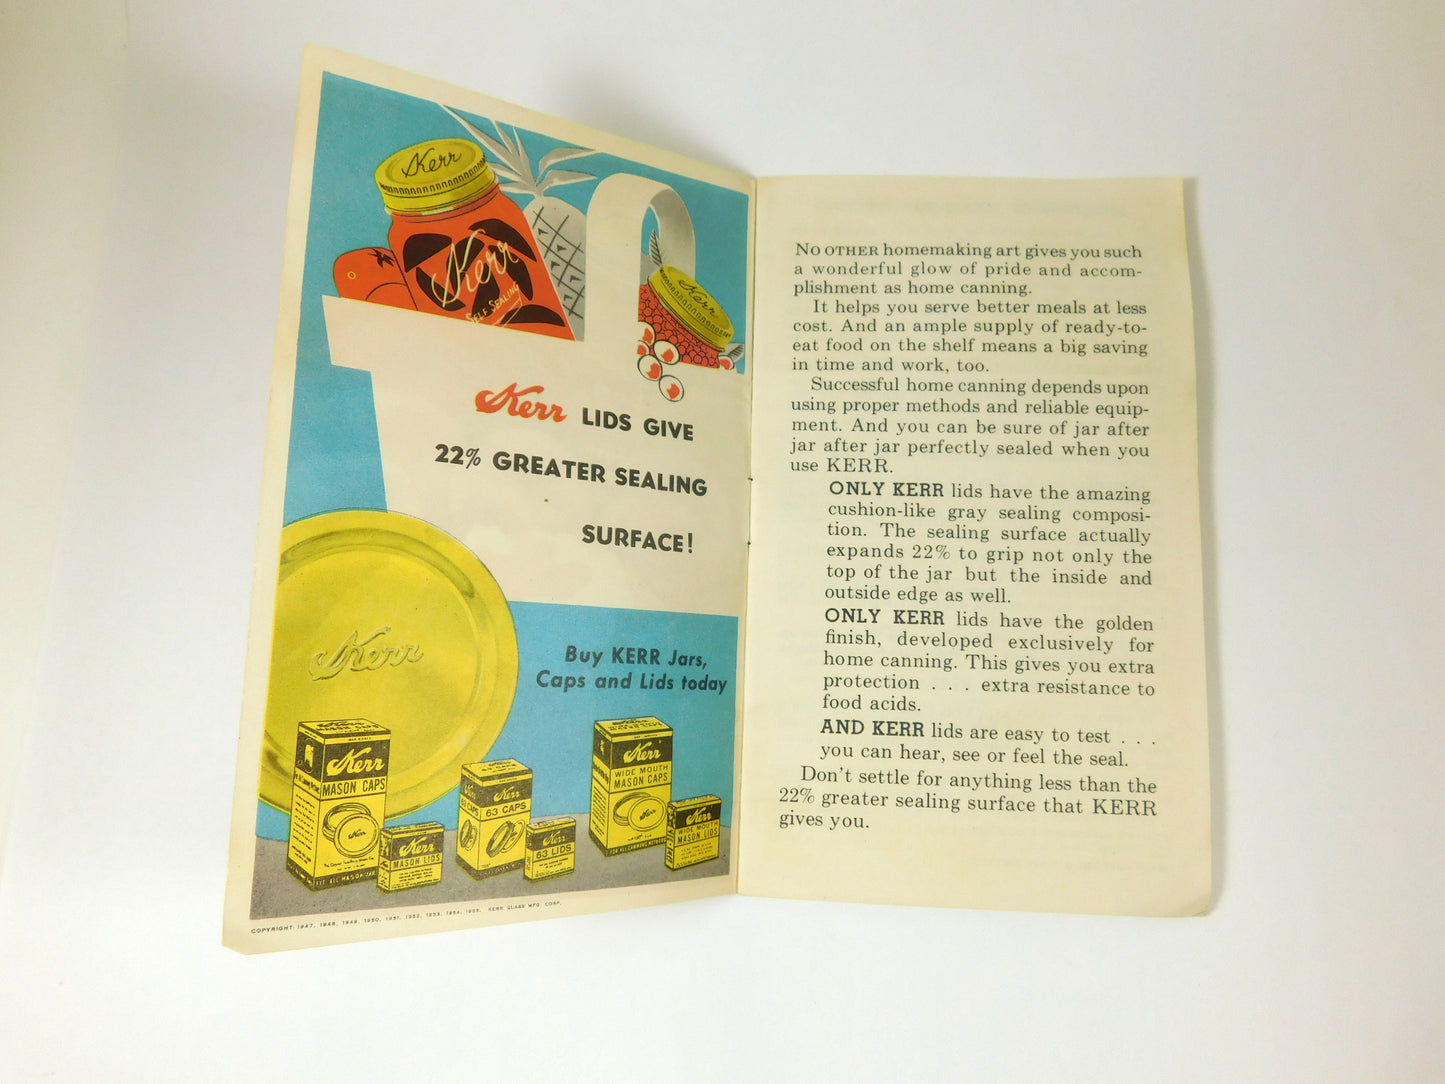 Kerr
Kerr
SELF SEALING
Kerr
Kerr LIDS GIVE
22% GREATER SEALING
SURFACE!
Kerr
Buy KERR Jars,
Caps and Lids today
MASON CAPS
Kerr
MASON CAPS
Kerr
Kerr
MASON LIDS
Kerr
63 CAPS
63 CAPS
Kerr
63 LIDS
Kerr
WIDE MOUTH
MASON CAPS
FOR ALL CANNING METHODS
Kerr
WIDE MOUTH
MASON LIDS
COPYRIGHT 1947, 1948, 1949, 1950, 1951, 1952, 1953, 1954, 1955, KERR GLASS MFG. CORP.
NO OTHER homemaking art gives you such
a wonderful glow of pride and accom-
plishment as home canning.
It helps you serve better meals at less
cost. And an ample supply of ready-to-
eat food on the shelf means a big saving
in time and work, too.
Successful home canning depends upon
using proper methods and reliable equip-
ment. And you can be sure of jar after
jar after jar perfectly sealed when you
use KERR.
ONLY KERR lids have the amazing
cushion-like gray sealing composi-
tion. The sealing surface actually
expands 22% to grip not only the
top of the jar but the inside and
outside edge as well.
ONLY KERR lids have the golden
finish, developed exclusively for
home canning. This gives you extra
protection . . . extra resistance to
food acids.
AND KERR lids are easy to test . . .
you can hear, see or feel the seal.
Don't settle for anything less than the
22% greater sealing surface that KERR
gives you.